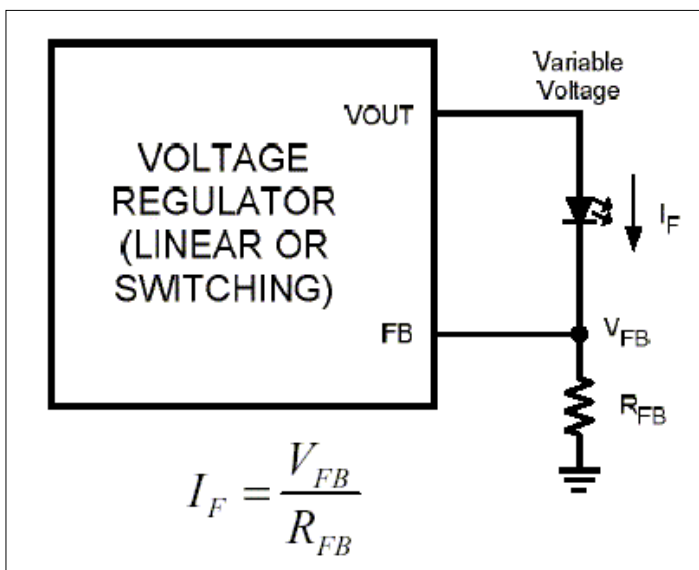 Variable
Voltage
VOUT
VOLTAGE
REGULATOR
(LINEAR OR
SWITCHING)
I_F
FB
V_FB
R_FB
I_F = V_FB / R_FB